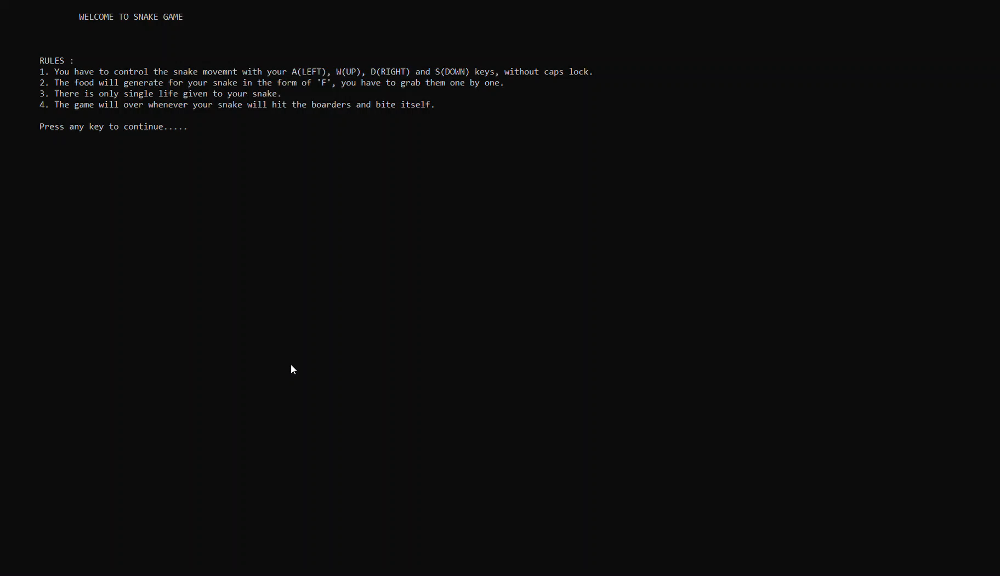 WELCOME TO SNAKE GAME
RULES :
1. You have to control the snake movemnt with your A(LEFT), W(UP), D(RIGHT) and S(DOWN) keys, without caps lock.
2. The food will generate for your snake in the form of 'F', you have to grab them one by one.
3. There is only single life given to your snake.
4. The game will over whenever your snake will hit the boarders and bite itself.
Press any key to continue.....